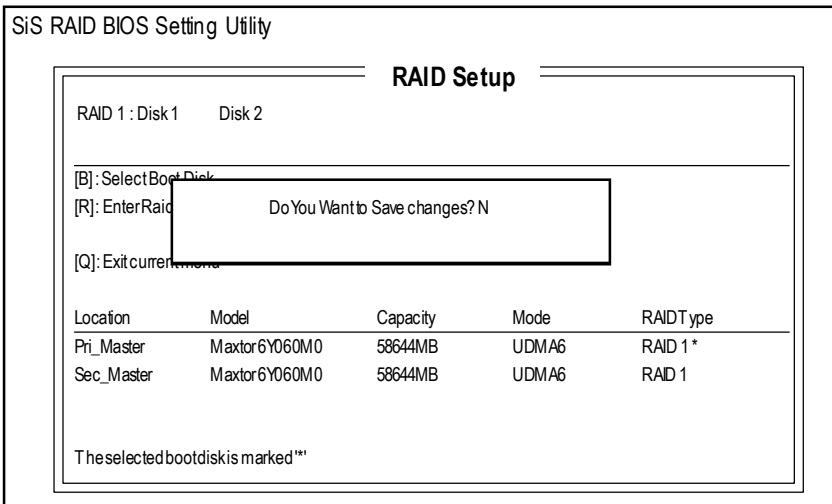 SiS RAID BIOS Setting Utility
RAID Setup
RAID 1 : Disk 1 Disk 2
[B]: Select Boot Disk
[R]: Enter Raid
Do You Want to Save changes? N
[Q]: Exit current menu
Location Model Capacity Mode RAID Type
Pri_Master Maxtor 6Y060M0 58644MB UDMA6 RAID 1 *
Sec_Master Maxtor 6Y060M0 58644MB UDMA6 RAID 1
The selected boot disk is marked '*'